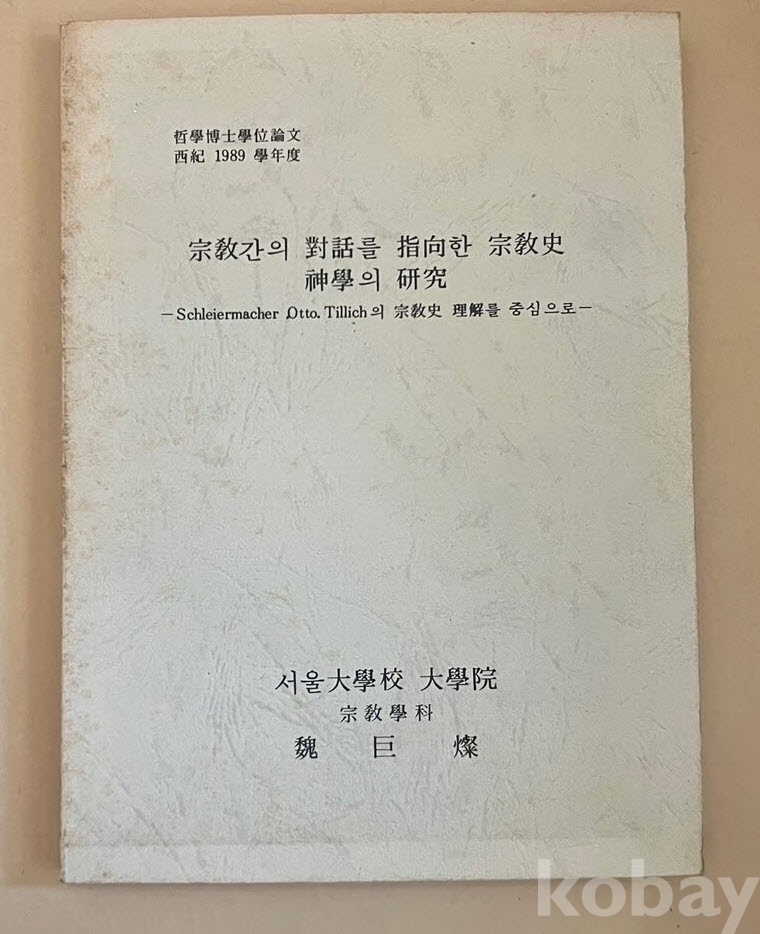 哲學博士學位論文
西紀 1989 學年度
宗敎간의 對話를 指向한 宗敎史
神學의 硏究
—Schleiermacher Otto. Tillich의 宗敎史 理解를 중심으로—
서울大學校 大學院
宗敎學科
魏 巨 燦
kobay